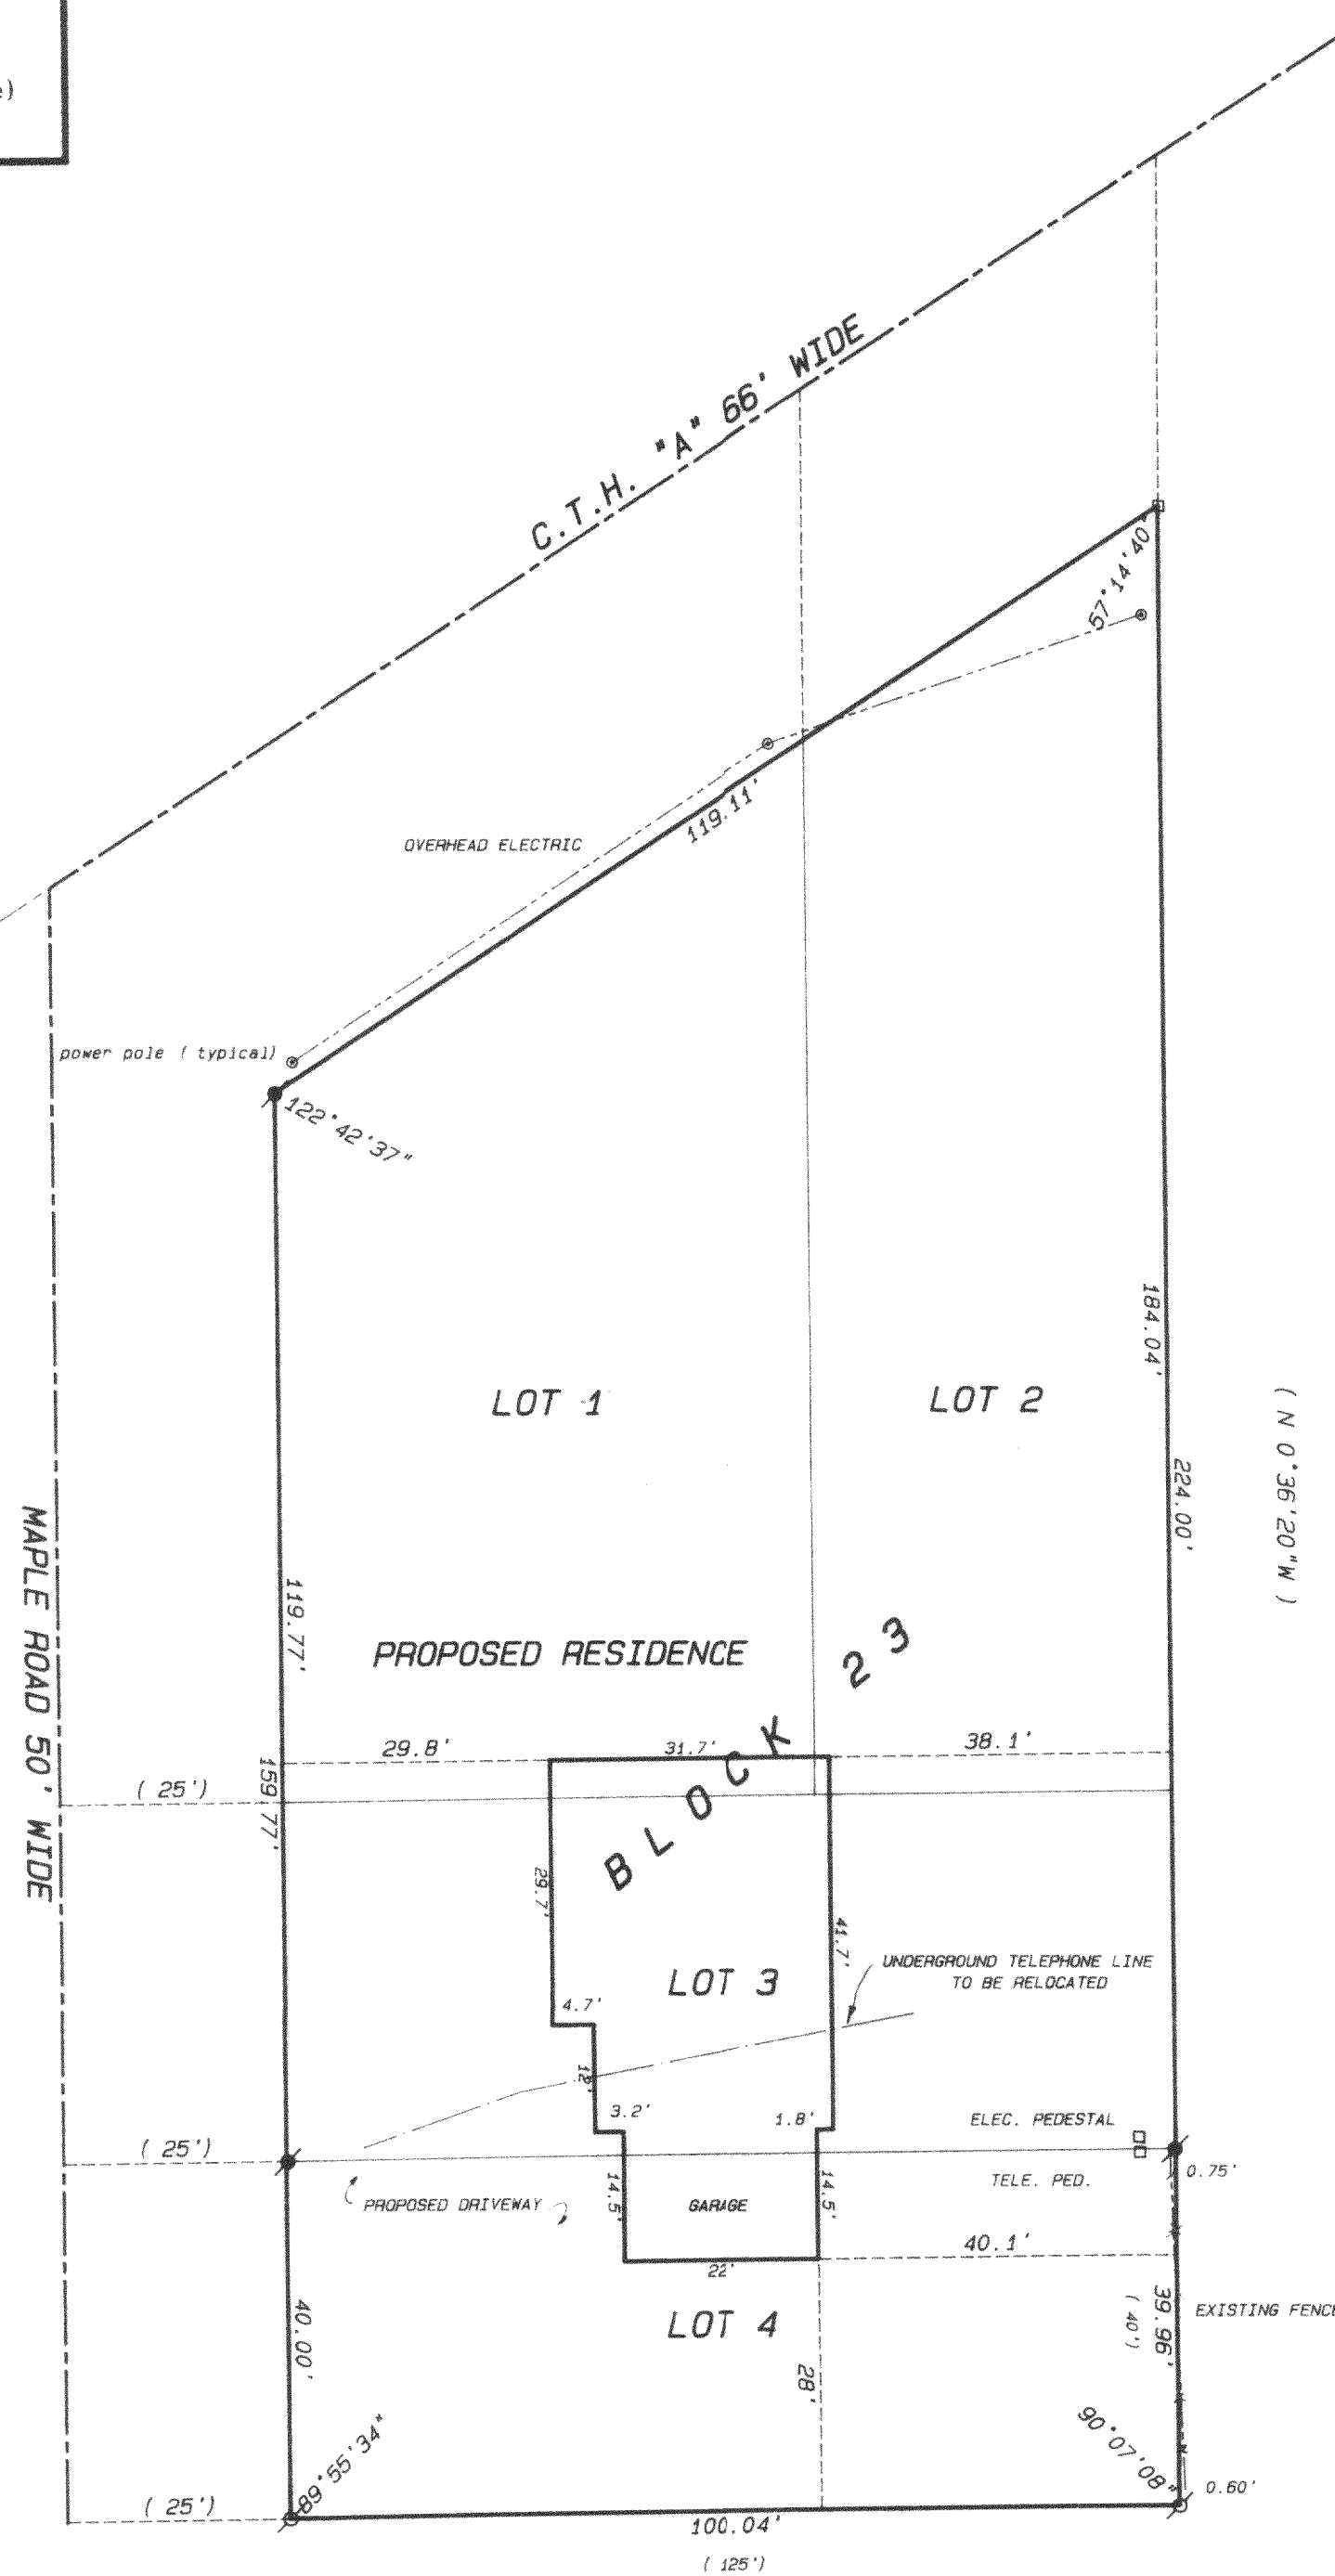 e)
C.T.H. "A" 66' WIDE
57°14'40"
119.11'
OVERHEAD ELECTRIC
power pole ( typical)
122°42'37"
184.04'
LOT 1
LOT 2
( N 0°36'20"W )
224.00'
MAPLE ROAD 50' WIDE
119.77'
PROPOSED RESIDENCE
BLOCK 23
29.8'
31.7'
38.1'
( 25')
159.77'
29.7'
41.7'
UNDERGROUND TELEPHONE LINE
TO BE RELOCATED
LOT 3
4.7'
12'
3.2'
1.8'
ELEC. PEDESTAL
( 25')
0.75'
TELE. PED.
PROPOSED DRIVEWAY
14.5'
GARAGE
14.5'
40.1'
22'
39.96'
( 40')
EXISTING FENCE
LOT 4
40.00'
28'
89°55'34"
90°07'08"
0.60'
( 25')
100.04'
( 125')